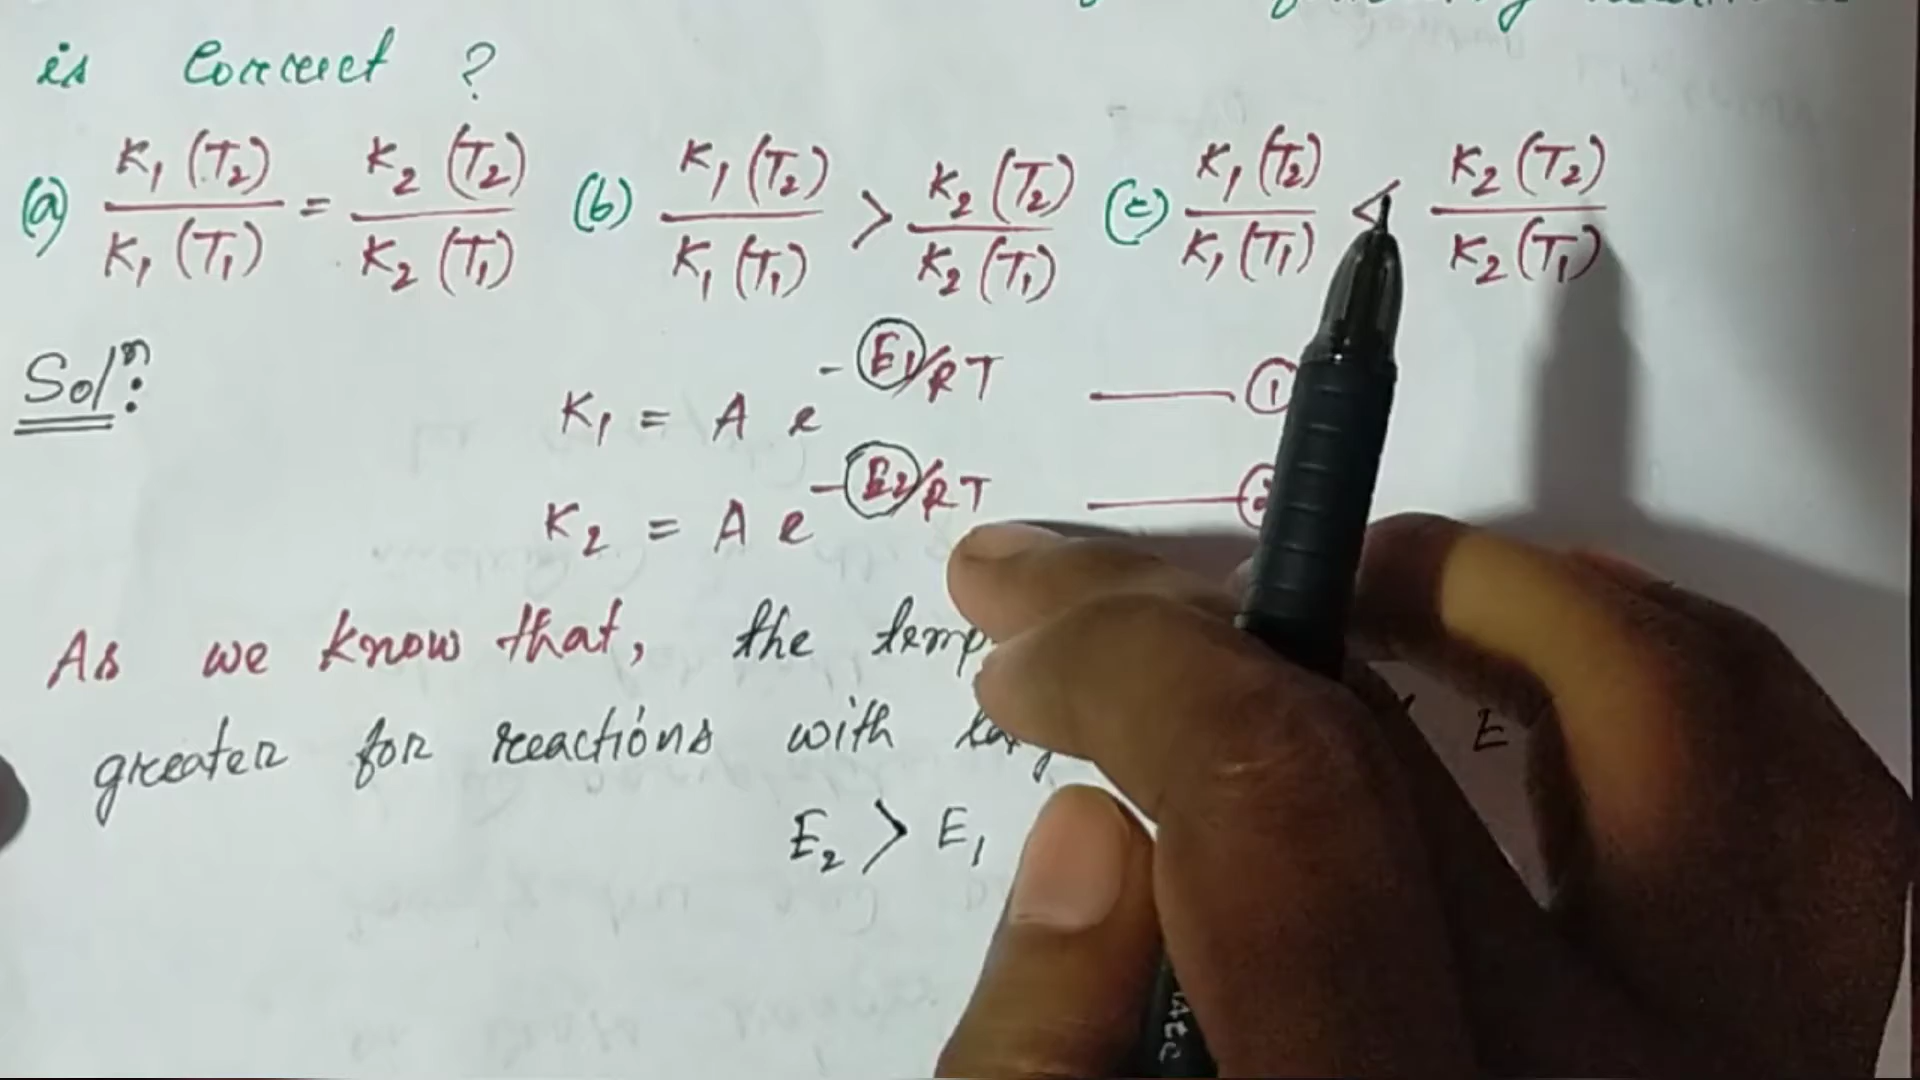 is correct ?
(a) K₁ (T₂) / K₁ (T₁) = K₂ (T₂) / K₂ (T₁) (b) K₁ (T₂) / K₁ (T₁) > K₂ (T₂) / K₂ (T₁) (c) K₁ (T₂) / K₁ (T₁) < K₂ (T₂) / K₂ (T₁)
Solⁿ:
K₁ = A e^-E₁/RT —— ①
K₂ = A e^-E₂/RT ——
As we know that, the
greater for reactions with E
E₂ > E₁